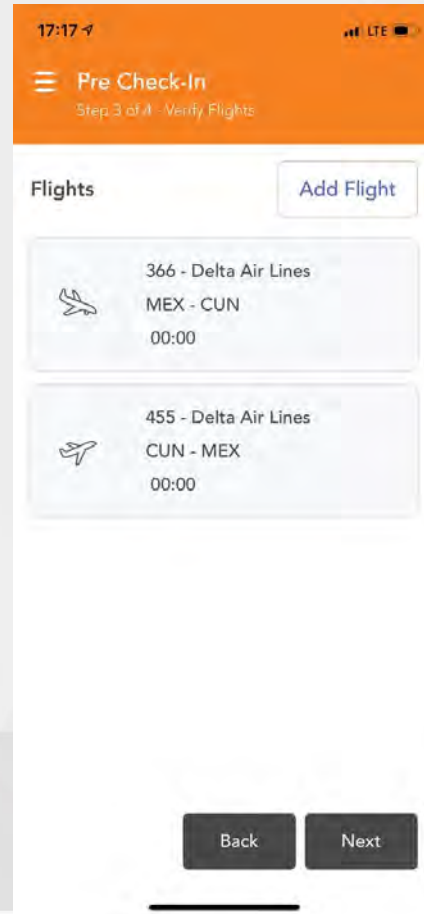 17:17
LTE
Pre Check-In
Step 3 of 4 - Verify Flights
Flights
Add Flight
366 - Delta Air Lines
MEX - CUN
00:00
455 - Delta Air Lines
CUN - MEX
00:00
Back
Next